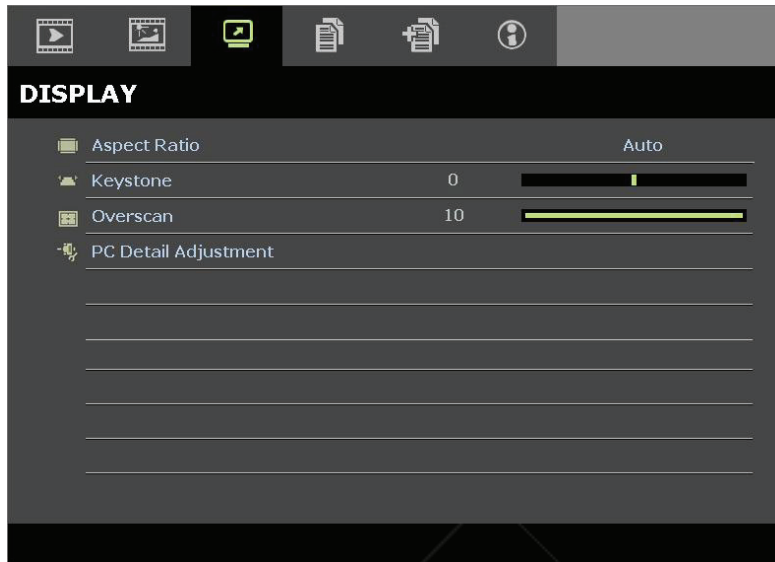 DISPLAY
Aspect Ratio Auto
Keystone 0
Overscan 10
PC Detail Adjustment